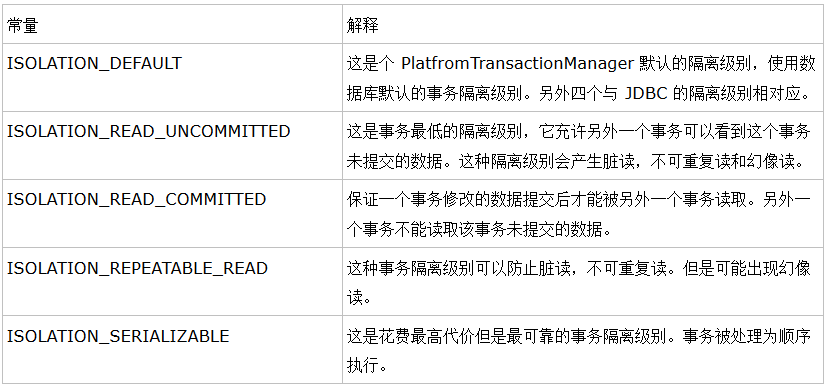 常量 解释
ISOLATION_DEFAULT 这是个 PlatfromTransactionManager 默认的隔离级别，使用数
据库默认的事务隔离级别。另外四个与 JDBC 的隔离级别相对应。
ISOLATION_READ_UNCOMMITTED 这是事务最低的隔离级别，它充许另外一个事务可以看到这个事务
未提交的数据。这种隔离级别会产生脏读，不可重复读和幻像读。
ISOLATION_READ_COMMITTED 保证一个事务修改的数据提交后才能被另外一个事务读取。另外一
个事务不能读取该事务未提交的数据。
ISOLATION_REPEATABLE_READ 这种事务隔离级别可以防止脏读，不可重复读。但是可能出现幻像
读。
ISOLATION_SERIALIZABLE 这是花费最高代价但是最可靠的事务隔离级别。事务被处理为顺序
执行。